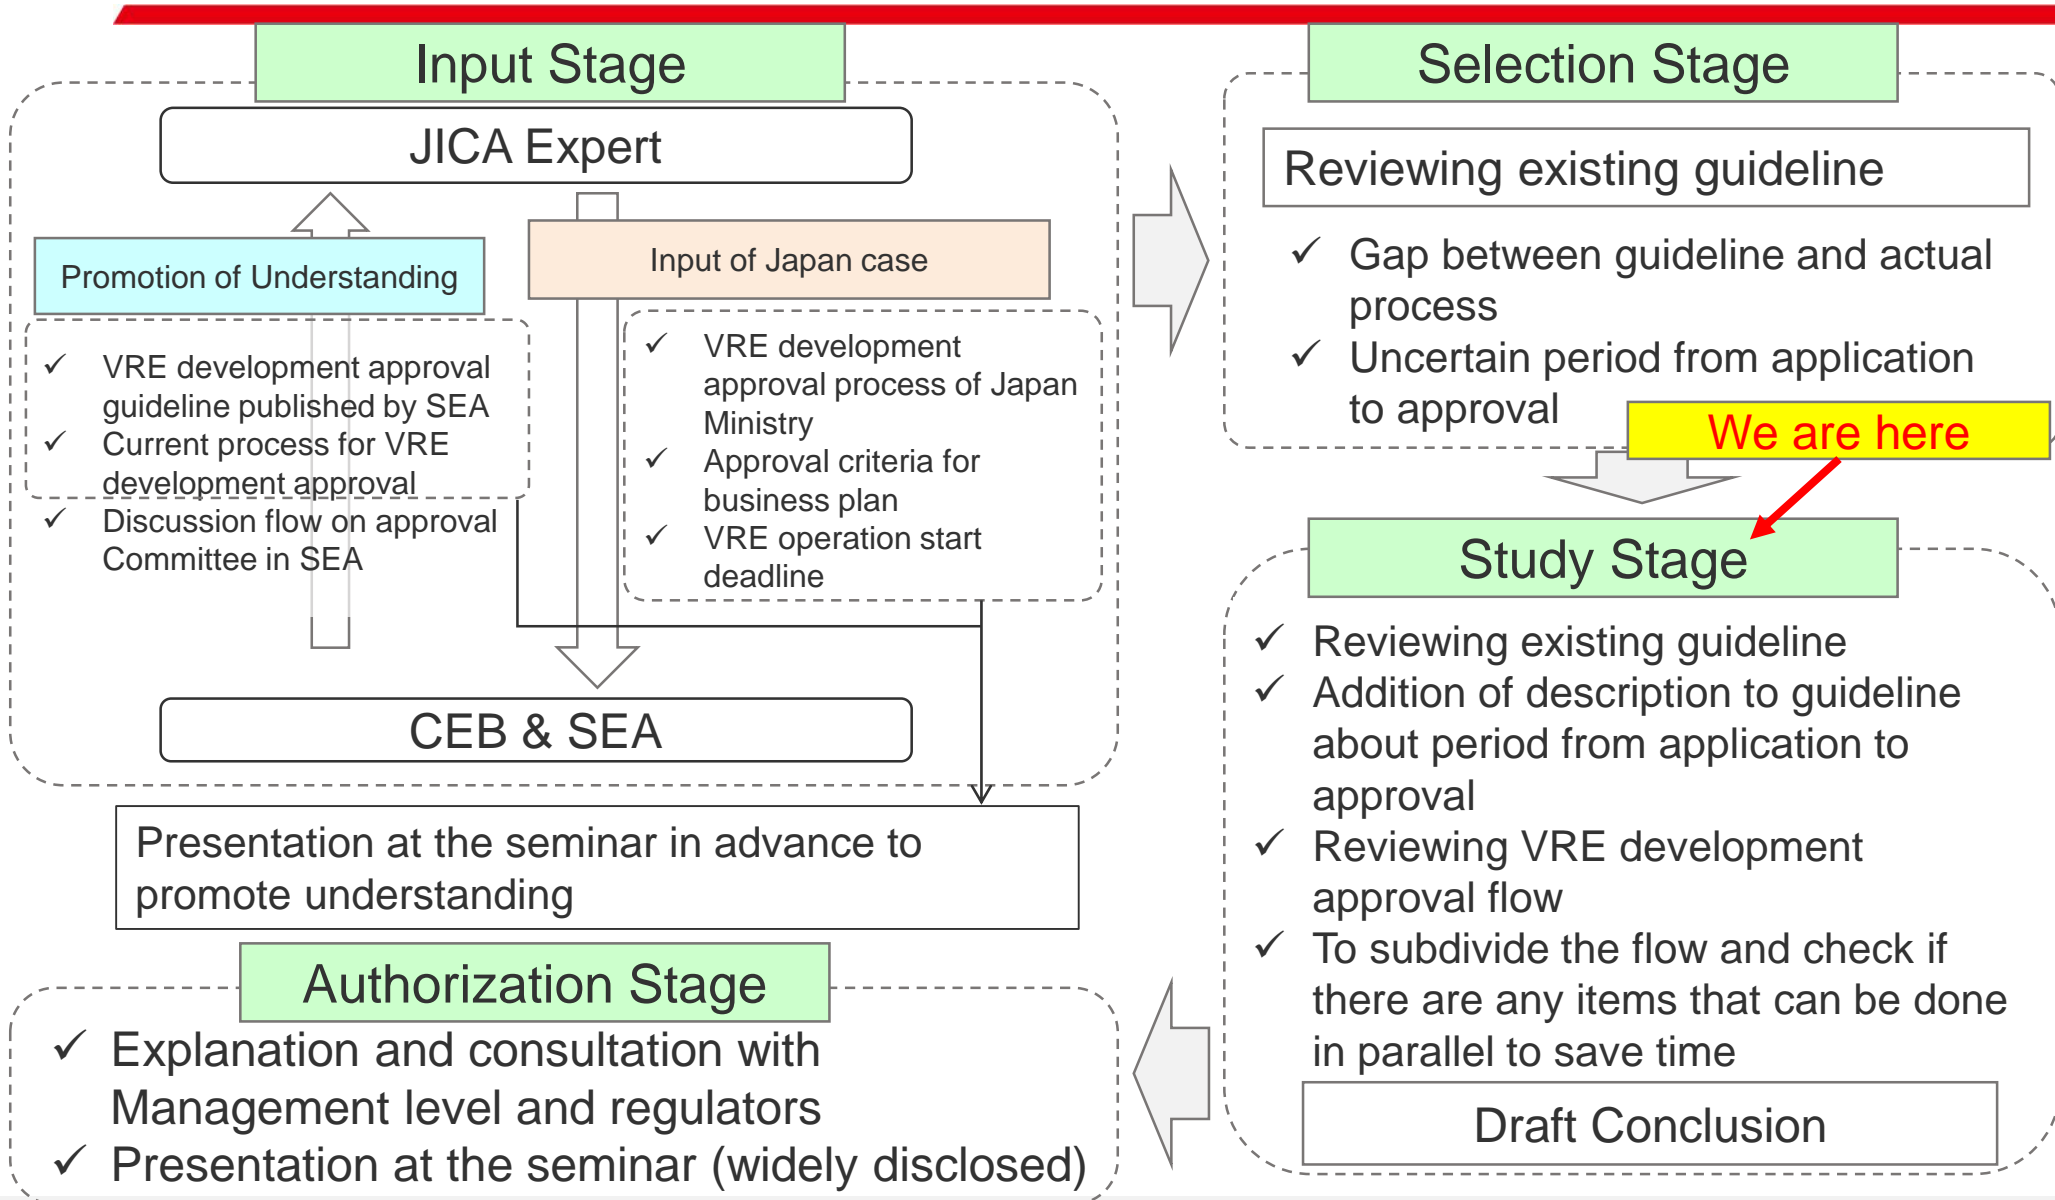 Input Stage
JICA Expert
Promotion of Understanding
✓ VRE development approval
guideline published by SEA
✓ Current process for VRE
development approval
✓ Discussion flow on approval
Committee in SEA
Input of Japan case
✓ VRE development
approval process of Japan
Ministry
✓ Approval criteria for
business plan
✓ VRE operation start
deadline
CEB & SEA
Presentation at the seminar in advance to
promote understanding
Selection Stage
Reviewing existing guideline
✓ Gap between guideline and actual
process
✓ Uncertain period from application
to approval
We are here
Study Stage
✓ Reviewing existing guideline
✓ Addition of description to guideline
about period from application to
approval
✓ Reviewing VRE development
approval flow
✓ To subdivide the flow and check if
there are any items that can be done
in parallel to save time
Draft Conclusion
Authorization Stage
✓ Explanation and consultation with
Management level and regulators
✓ Presentation at the seminar (widely disclosed)